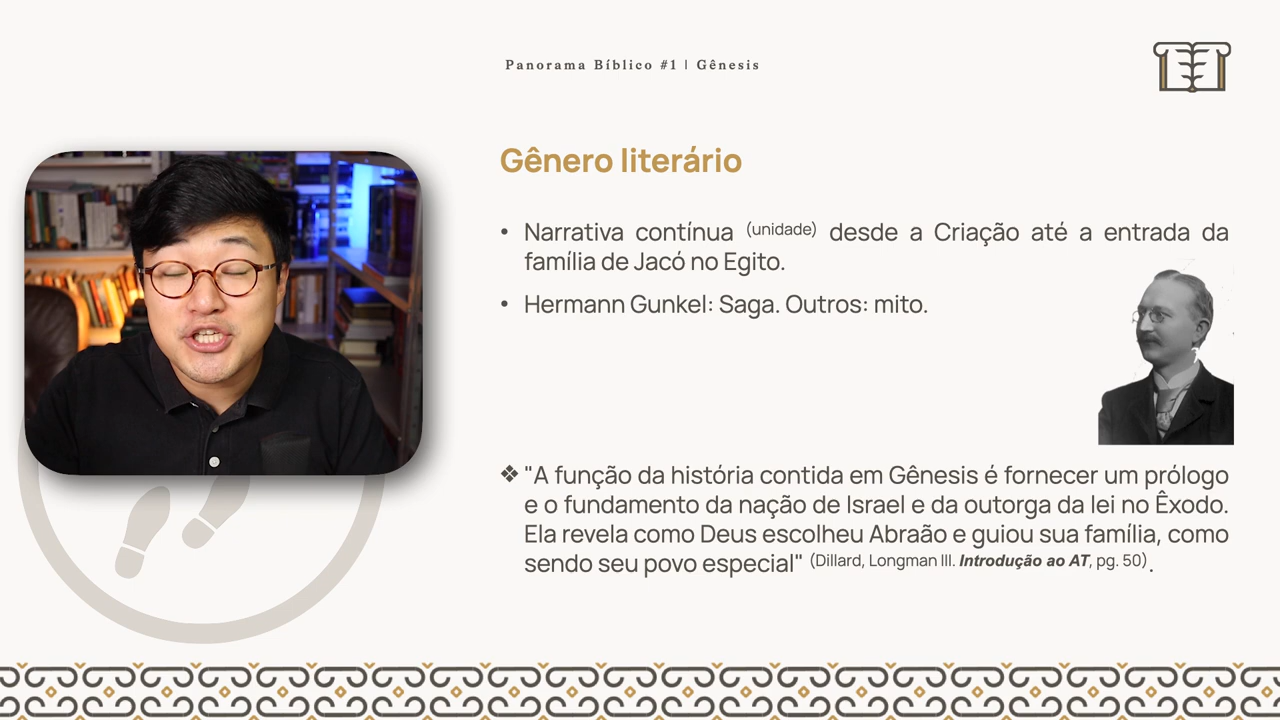 Panorama Bíblico #1 | Gênesis
Gênero literário
• Narrativa contínua (unidade) desde a Criação até a entrada da
família de Jacó no Egito.
• Hermann Gunkel: Saga. Outros: mito.
❖ "A função da história contida em Gênesis é fornecer um prólogo
e o fundamento da nação de Israel e da outorga da lei no Êxodo.
Ela revela como Deus escolheu Abraão e guiou sua família, como
sendo seu povo especial" (Dillard, Longman III. Introdução ao AT, pg. 50).